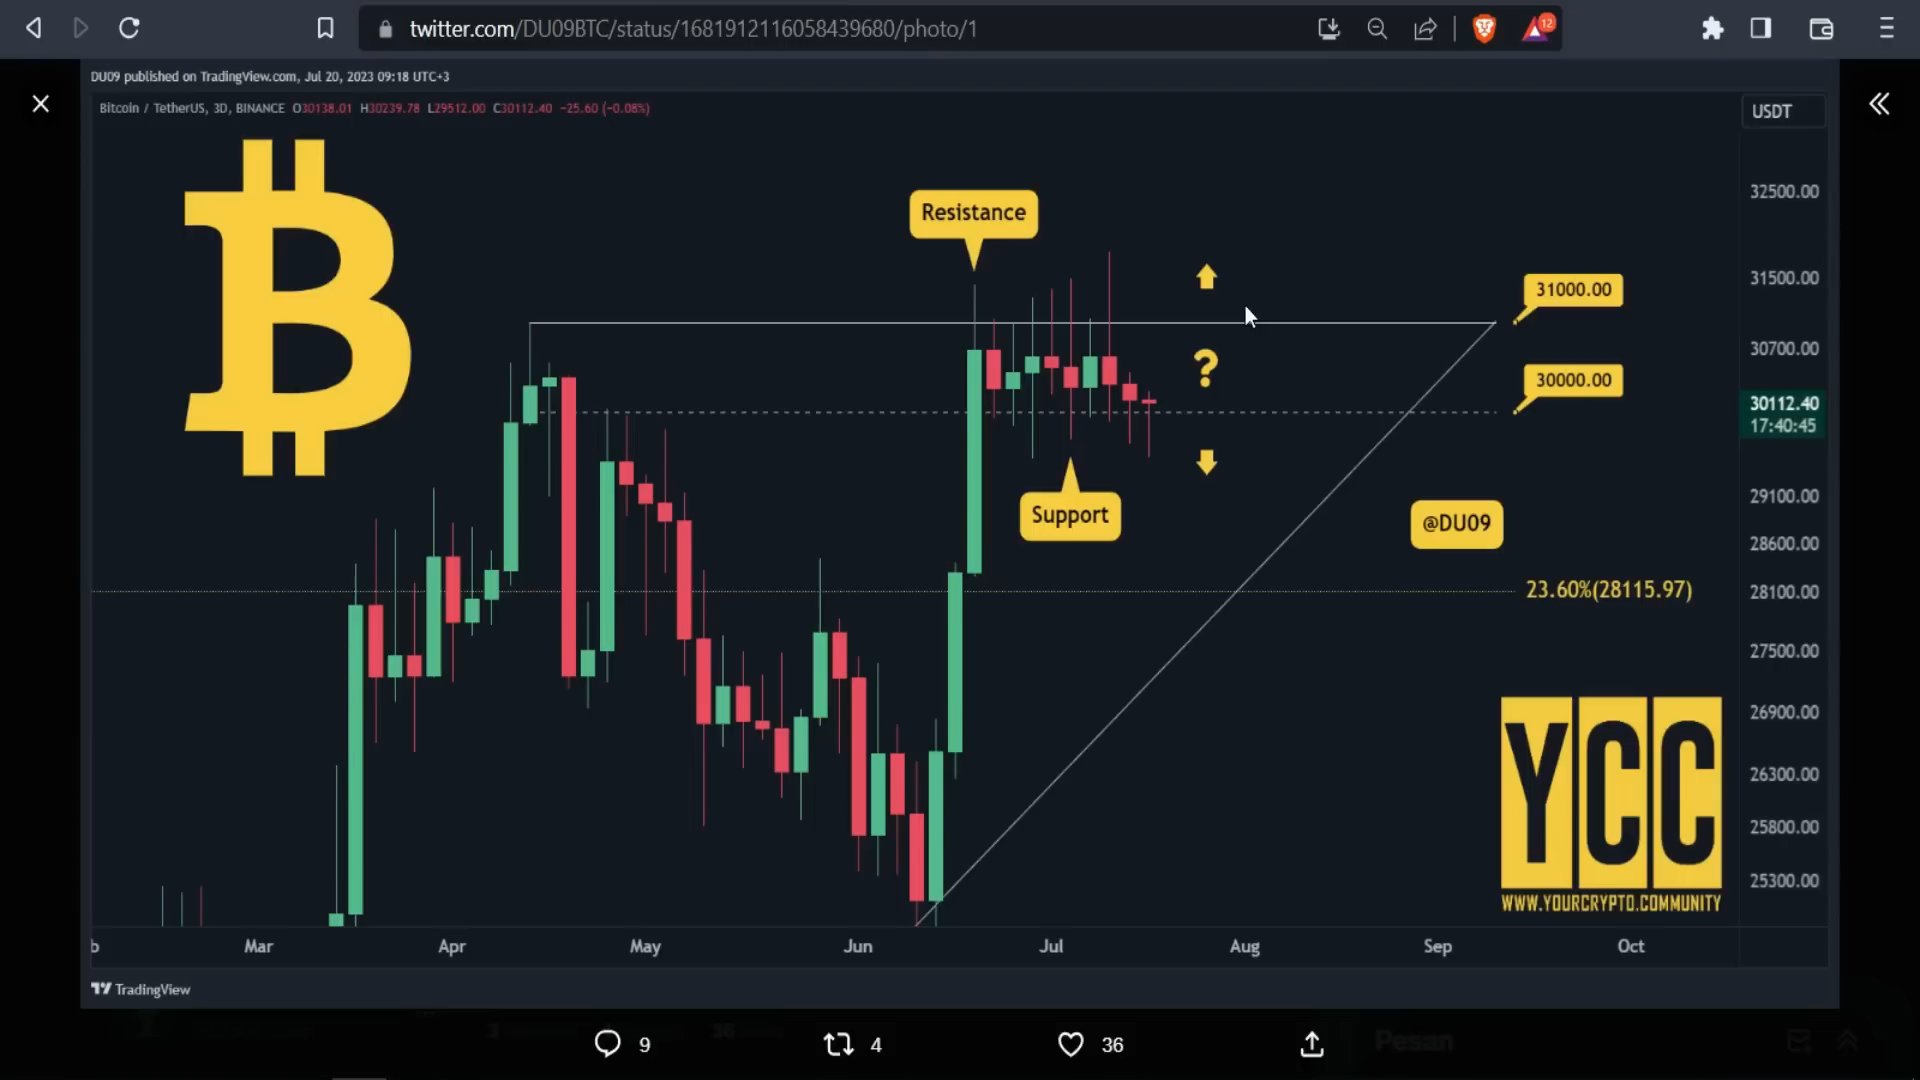 twitter.com/DU09BTC/status/1681912116058439680/photo/1
12
DU09 published on TradingView.com, Jul 20, 2023 09:18 UTC+3
Bitcoin / TetherUS, 3D, BINANCE O30138.01 H30239.78 L29512.00 C30112.40 −25.60 (−0.08%)
USDT
32500.00
Resistance
31500.00
31000.00
30700.00
?
30000.00
30112.40
17:40:45
29100.00
Support
@DU09
28600.00
23.60%(28115.97)
28100.00
27500.00
26900.00
YCC
26300.00
25800.00
25300.00
WWW.YOURCRYPTO.COMMUNITY
b Mar Apr May Jun Jul Aug Sep Oct
TradingView
9 4 36
Pesan